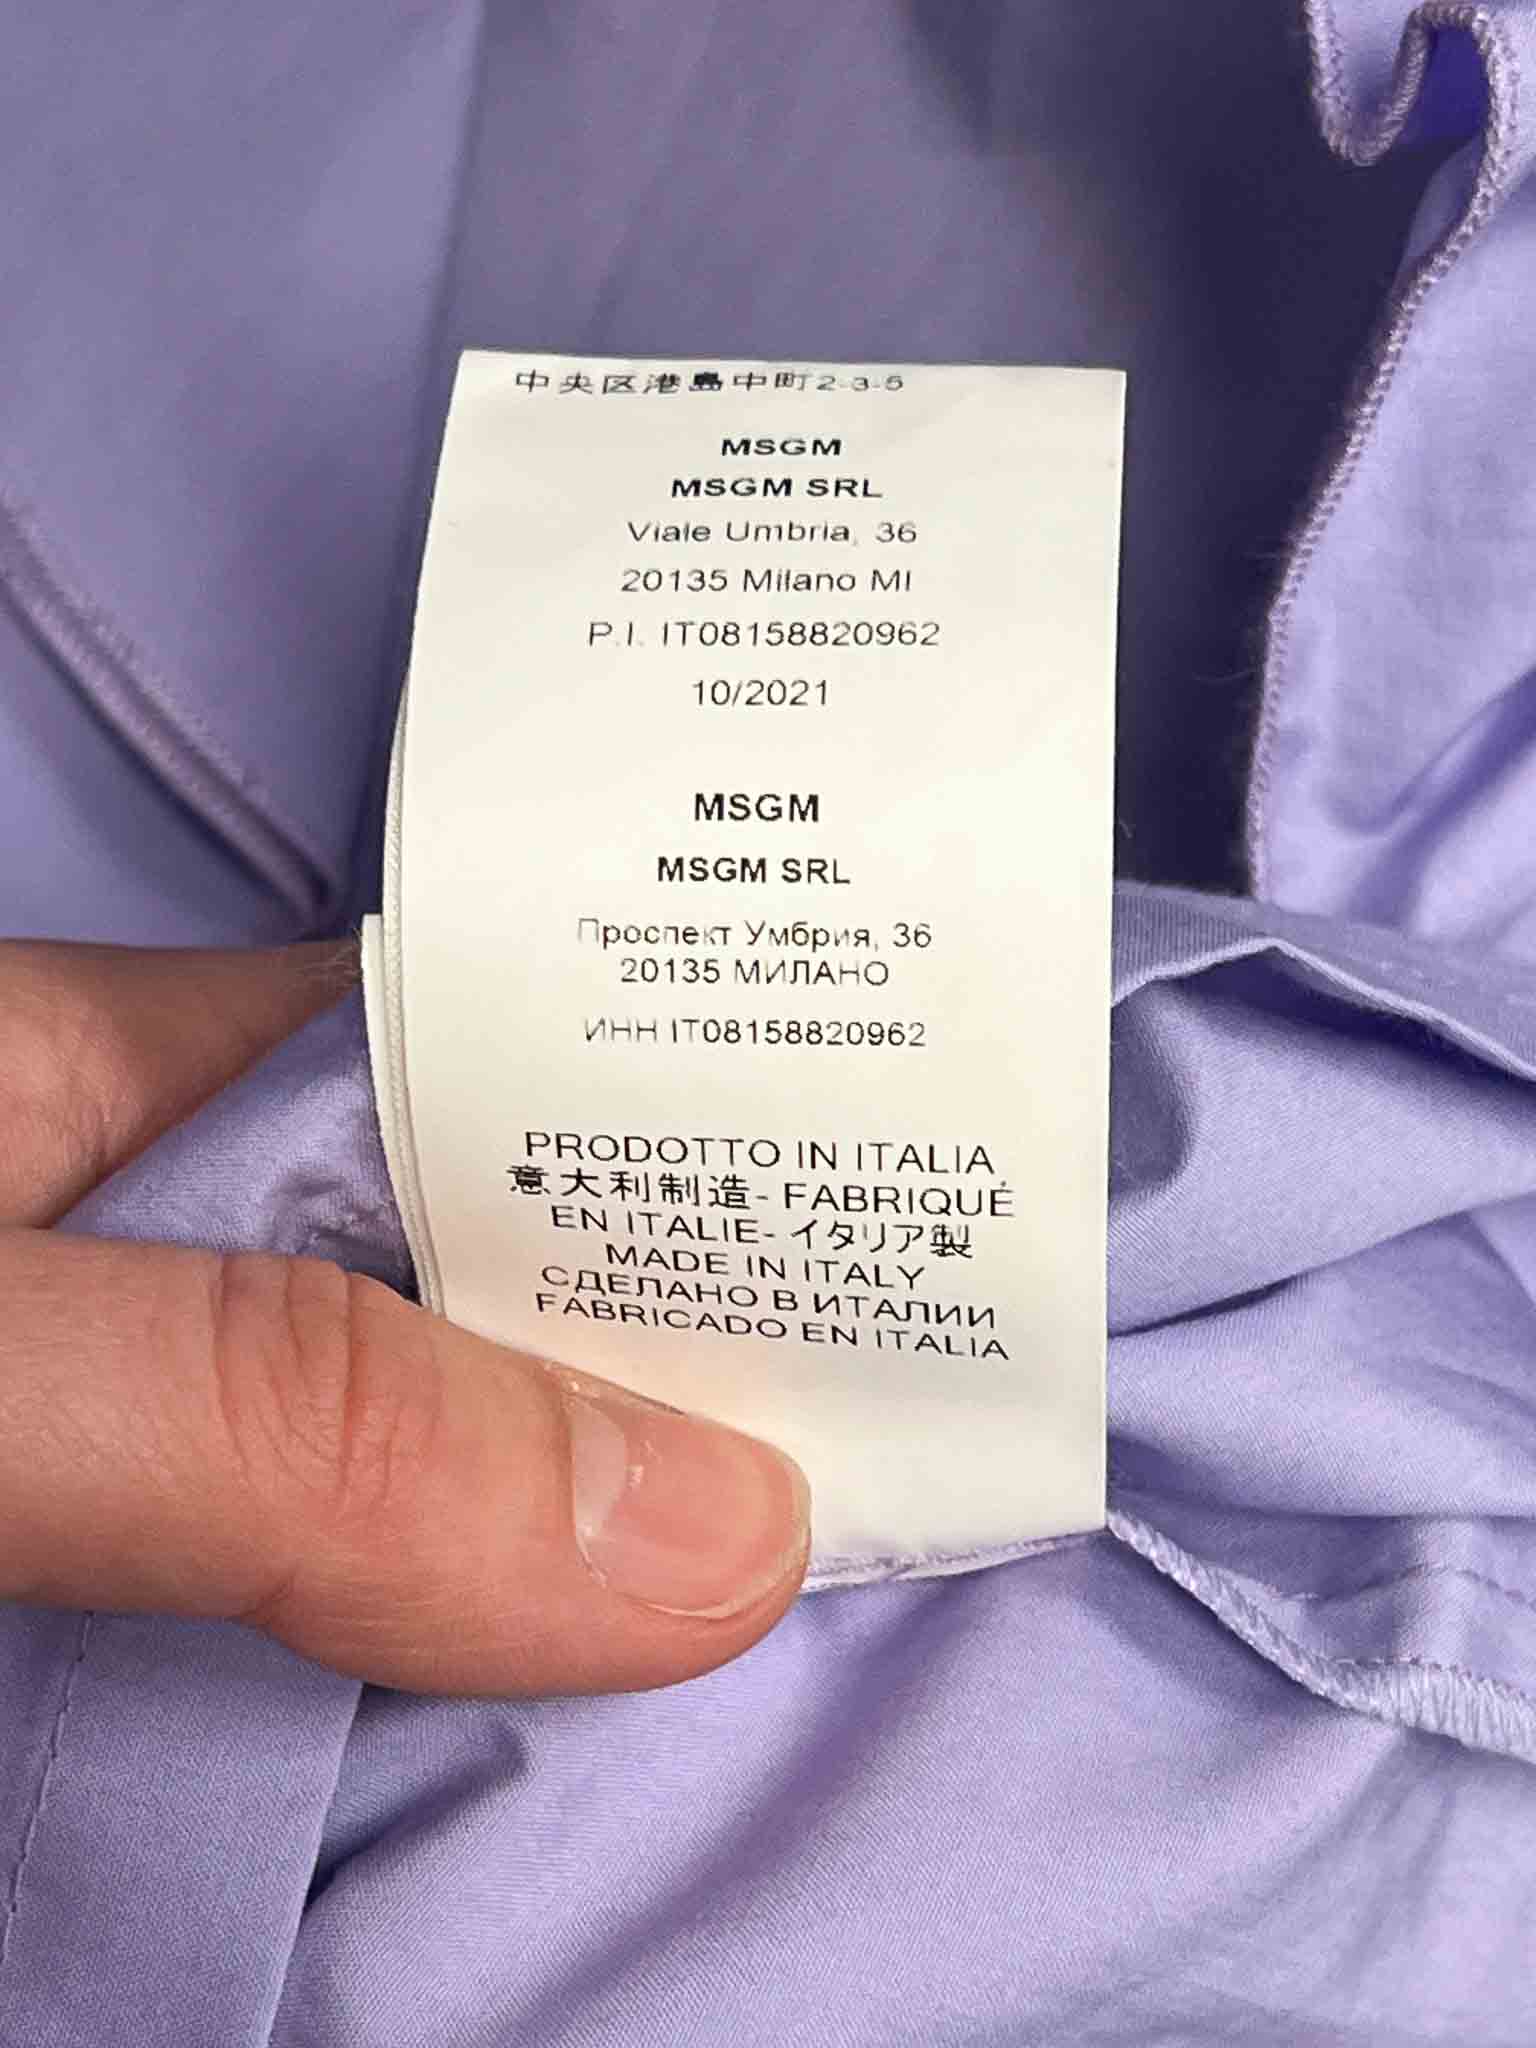 中央区港島中町2-3-5
MSGM
MSGM SRL
Viale Umbria, 36
20135 Milano MI
P.I. IT08158820962
10/2021
MSGM
MSGM SRL
Проспект Умбрия, 36
20135 МИЛАНО
ИНН IT08158820962
PRODOTTO IN ITALIA
意大利制造- FABRIQUÉ
EN ITALIE- イタリア製
MADE IN ITALY
СДЕЛАНО В ИТАЛИИ
FABRICADO EN ITALIA